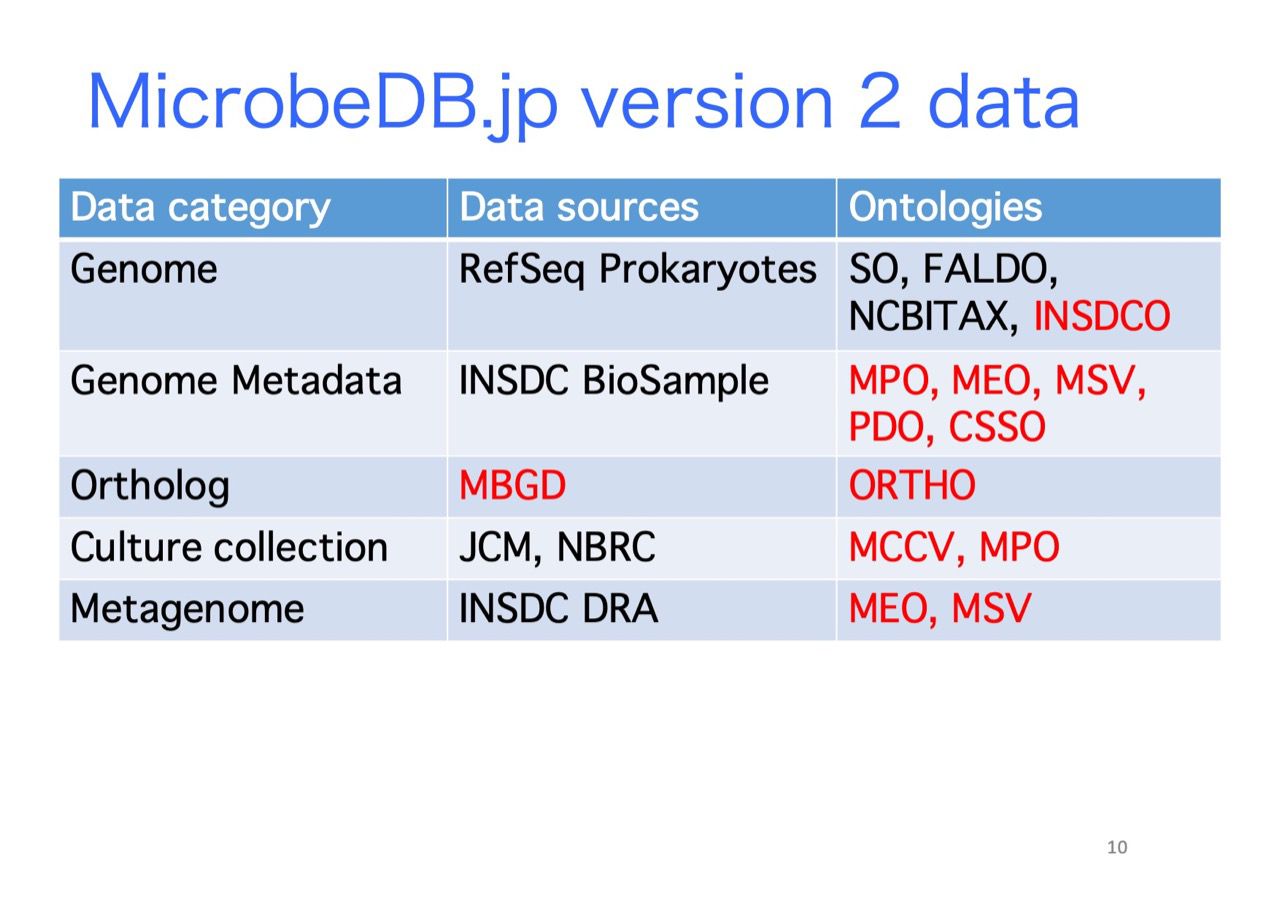 MicrobeDB.jp version 2 data
Data category Data sources Ontologies
Genome RefSeq Prokaryotes SO, FALDO,
NCBITAX, INSDCO
Genome Metadata INSDC BioSample MPO, MEO, MSV,
PDO, CSSO
Ortholog MBGD ORTHO
Culture collection JCM, NBRC MCCV, MPO
Metagenome INSDC DRA MEO, MSV
10